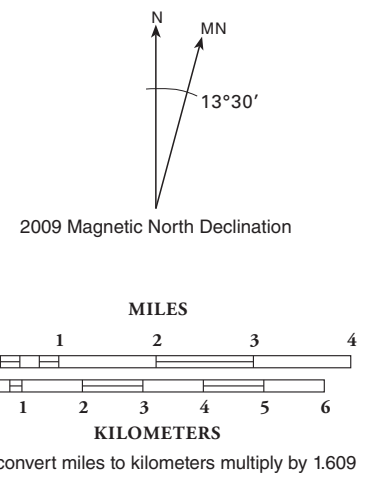 N
MN
13°30′
2009 Magnetic North Declination
MILES
1 2 3 4
1 2 3 4 5 6
KILOMETERS
convert miles to kilometers multiply by 1.609